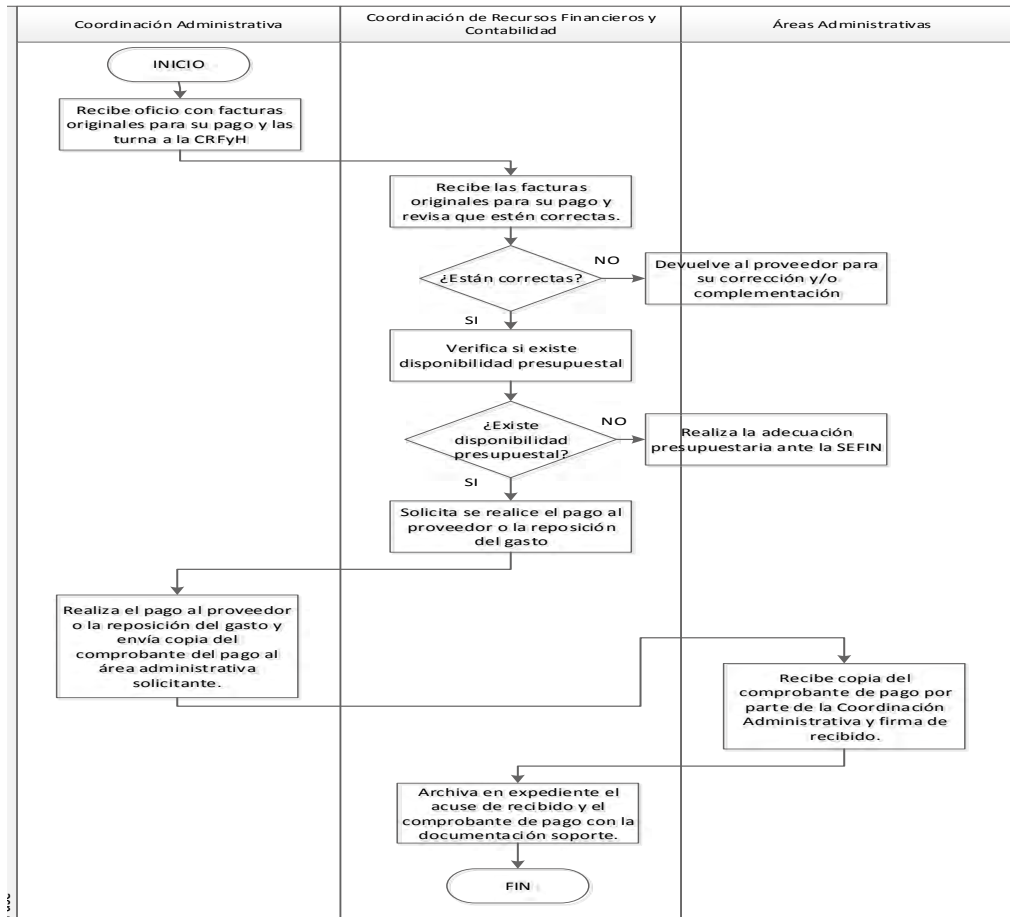 Coordinación Administrativa
Coordinación de Recursos Financieros y
Contabilidad
Áreas Administrativas
INICIO
Recibe oficio con facturas
originales para su pago y las
turna a la CRFyH
Recibe las facturas
originales para su pago y
revisa que estén correctas.
¿Están correctas?
NO
Devuelve al proveedor para
su corrección y/o
complementación
SI
Verifica si existe
disponibilidad presupuestal
¿Existe
disponibilidad
presupuestal?
NO
Realiza la adecuación
presupuestaria ante la SEFIN
SI
Solicita se realice el pago al
proveedor o la reposición
del gasto
Realiza el pago al proveedor
o la reposición del gasto y
envía copia del
comprobante del pago al
área administrativa
solicitante.
Recibe copia del
comprobante de pago por
parte de la Coordinación
Administrativa y firma de
recibido.
Archiva en expediente el
acuse de recibido y el
comprobante de pago con la
documentación soporte.
FIN